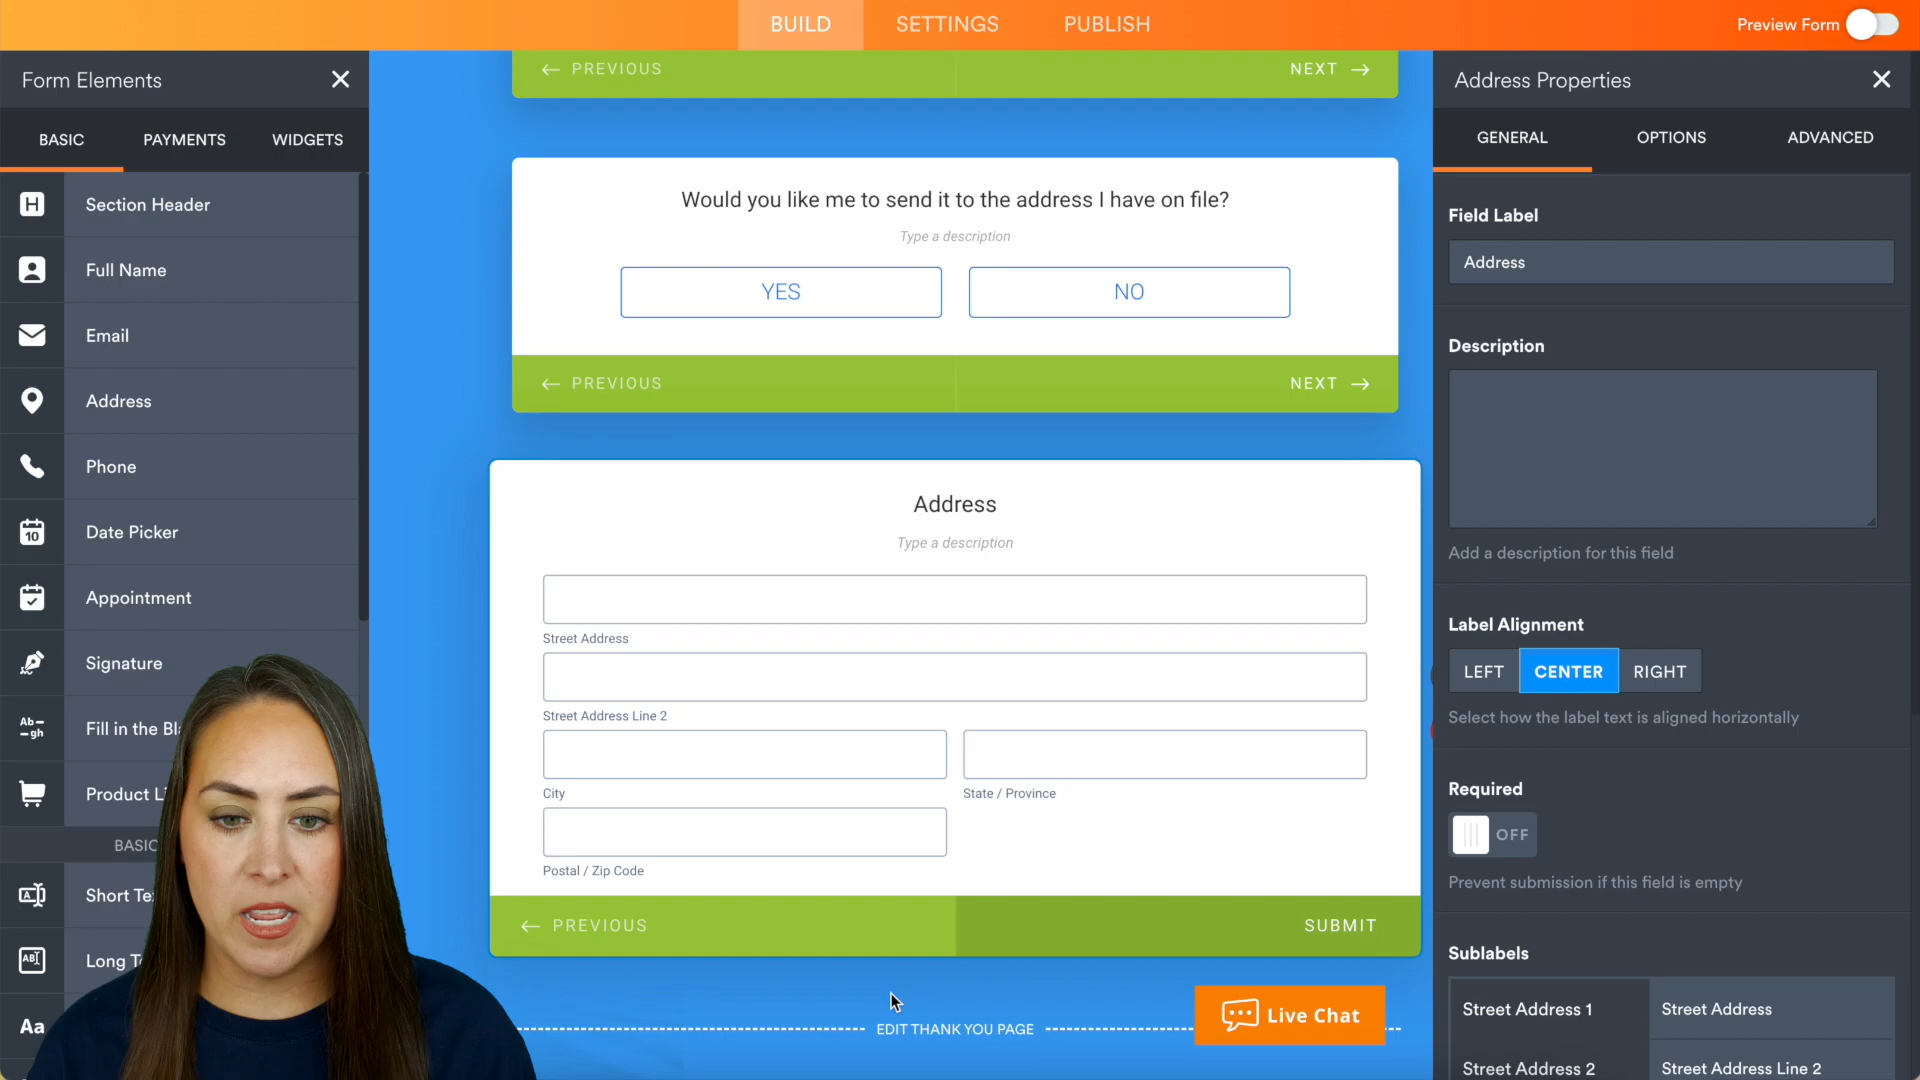 BUILD
SETTINGS
PUBLISH
Preview Form
Form Elements
BASIC
PAYMENTS
WIDGETS
H
Section Header
Full Name
Email
Address
Phone
10
Date Picker
Appointment
Signature
Ab
gh
Fill in the Bl
Product Li
BASIC
A
Short Te
AB
Long T
Aa
PREVIOUS
NEXT
Would you like me to send it to the address I have on file?
Type a description
YES
NO
PREVIOUS
NEXT
Address
Type a description
Street Address
Street Address Line 2
City
State / Province
Postal / Zip Code
PREVIOUS
SUBMIT
EDIT THANK YOU PAGE
Live Chat
Address Properties
GENERAL
OPTIONS
ADVANCED
Field Label
Address
Description
Add a description for this field
Label Alignment
LEFT
CENTER
RIGHT
Select how the label text is aligned horizontally
Required
OFF
Prevent submission if this field is empty
Sublabels
Street Address 1
Street Address
Street Address 2
Street Address Line 2